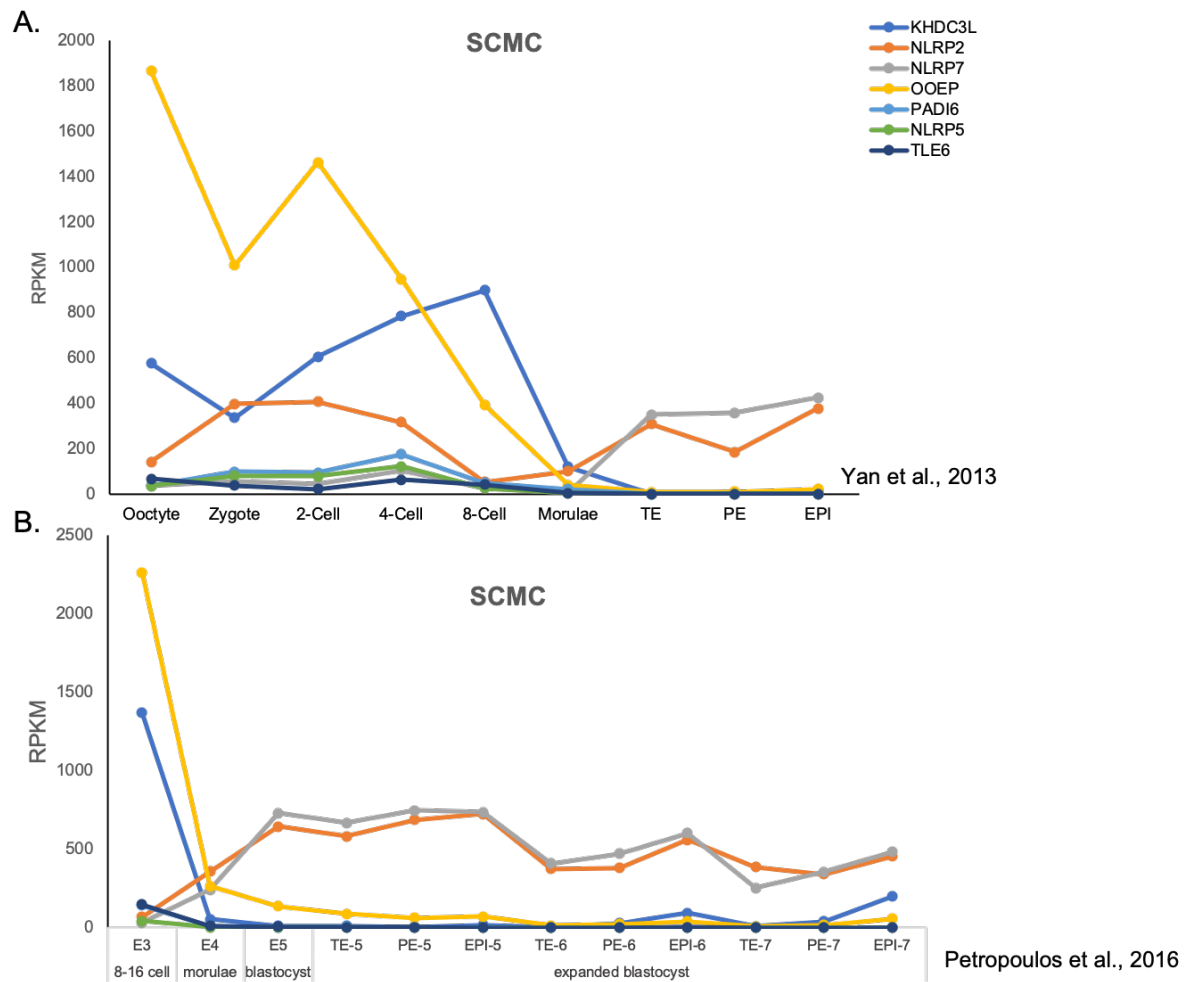 A.
SCMC
KHDC3L
NLRP2
NLRP7
OOEP
PADI6
NLRP5
TLE6
2000
1800
1600
1400
1200
1000
800
600
400
200
0
RPKM
Ooctyte Zygote 2-Cell 4-Cell 8-Cell Morulae TE PE EPI
Yan et al., 2013
B.
SCMC
2500
2000
1500
1000
500
0
RPKM
E3 E4 E5 TE-5 PE-5 EPI-5 TE-6 PE-6 EPI-6 TE-7 PE-7 EPI-7
8-16 cell morulae blastocyst expanded blastocyst
Petropoulos et al., 2016